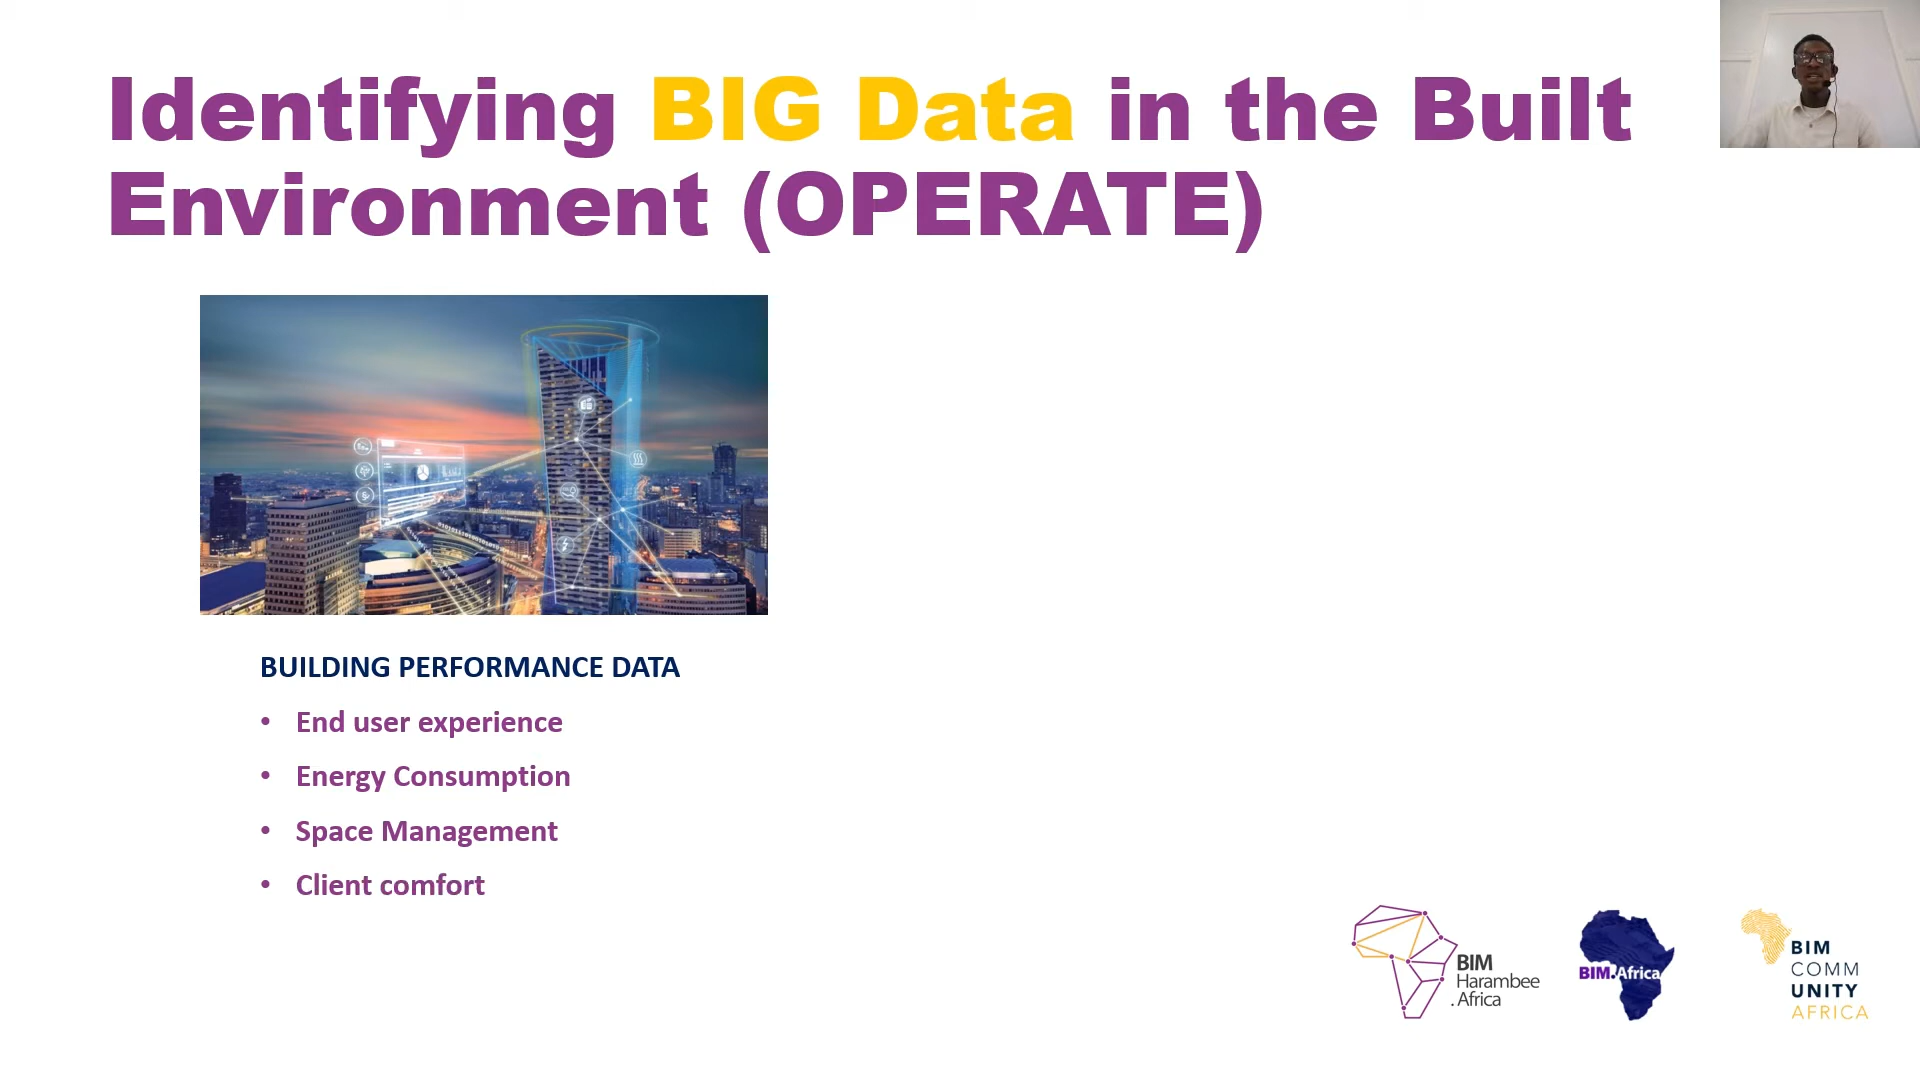 Identifying BIG Data in the Built
Environment (OPERATE)
BUILDING PERFORMANCE DATA
• End user experience
• Energy Consumption
• Space Management
• Client comfort
BIM
Harambee
.Africa
BIM.Africa
BIM
COMM
UNITY
AFRICA